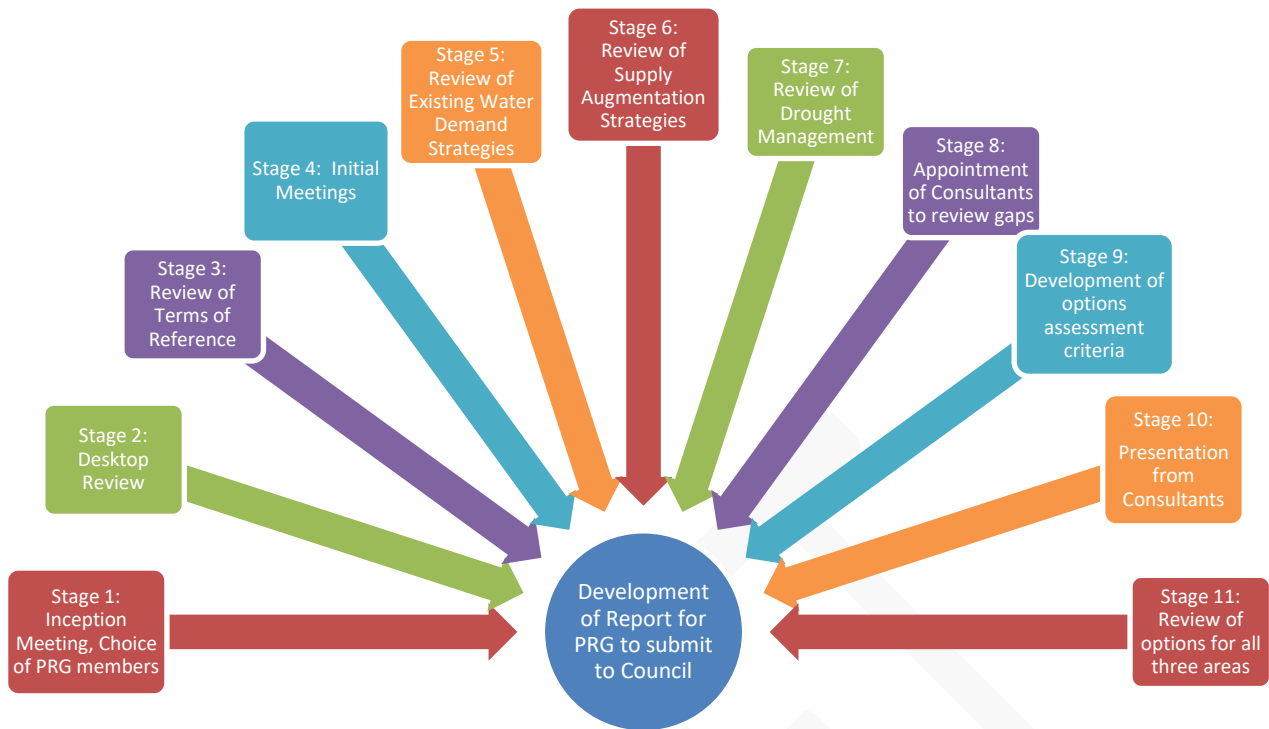 Stage 1:
Inception
Meeting, Choice
of PRG members
Stage 2:
Desktop
Review
Stage 3:
Review of
Terms of
Reference
Stage 4:  Initial
Meetings
Stage 5:
Review of
Existing Water
Demand
Strategies
Stage 6:
Review of
Supply
Augmentation
Strategies
Stage 7:
Review of
Drought
Management
Stage 8:
Appointment
of Consultants
to review gaps
Stage 9:
Development of
options
assessment
criteria
Stage 10:
Presentation
from
Consultants
Stage 11:
Review of
options for all
three areas
Development
of Report for
PRG to submit
to Council